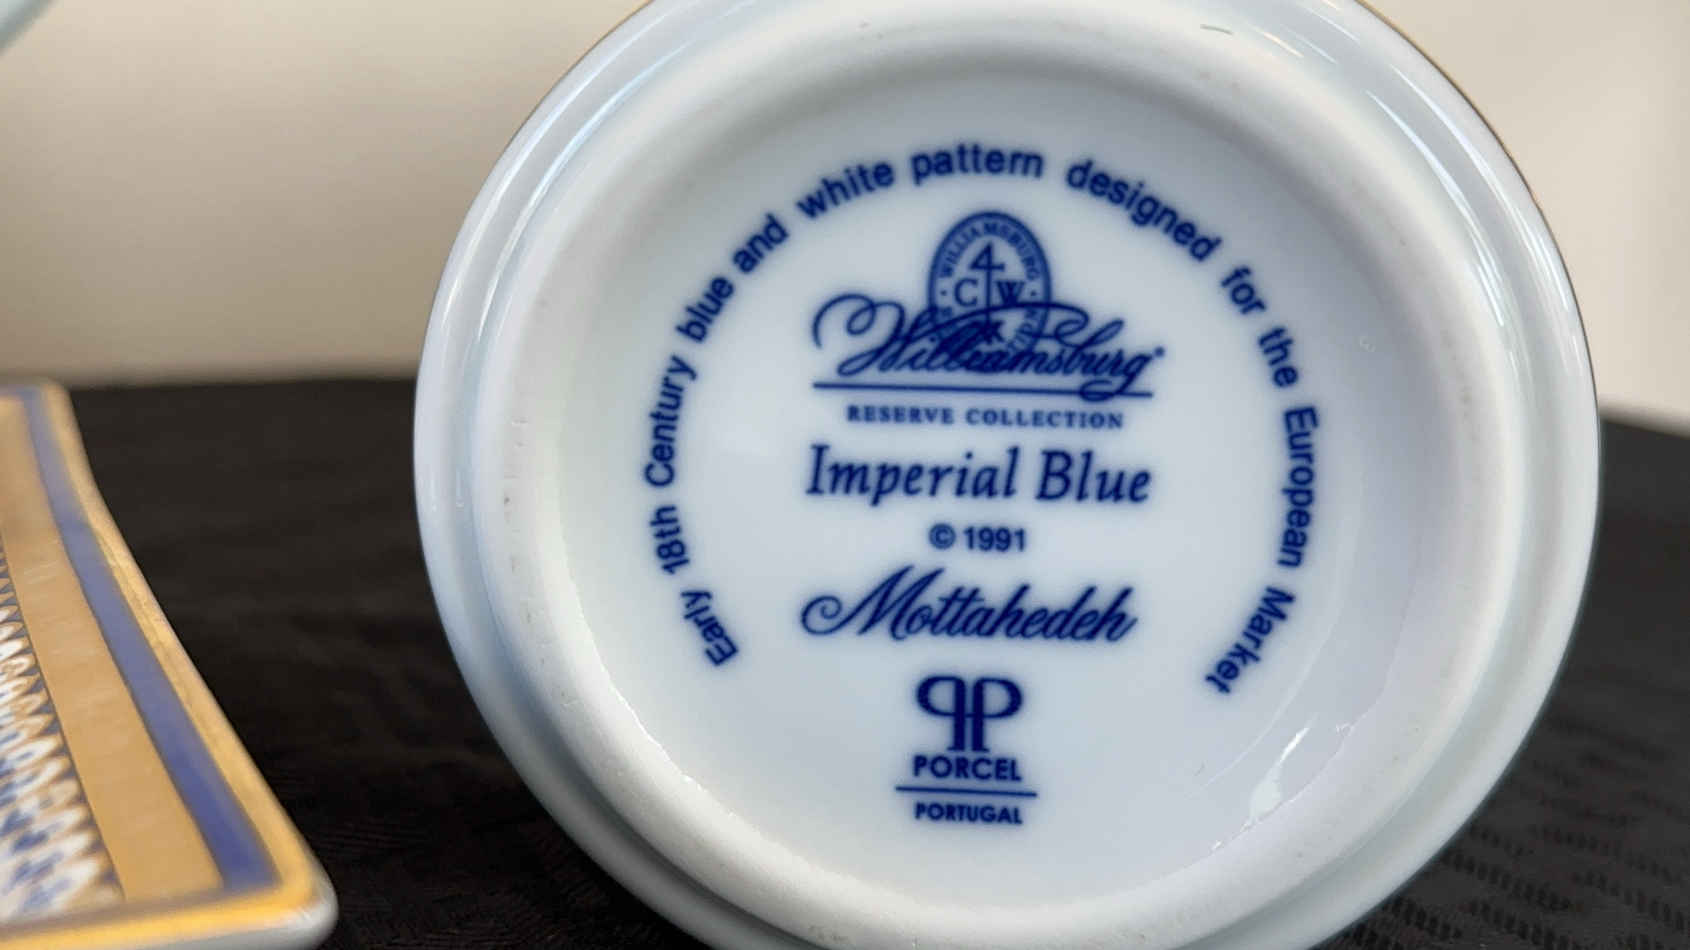 Early 18th Century blue and white pattern designed for the European Market
WILLIAMSBURG
C W
Williamsburg®
RESERVE COLLECTION
Imperial Blue
© 1991
Mottahedeh
PP
PORCEL
PORTUGAL